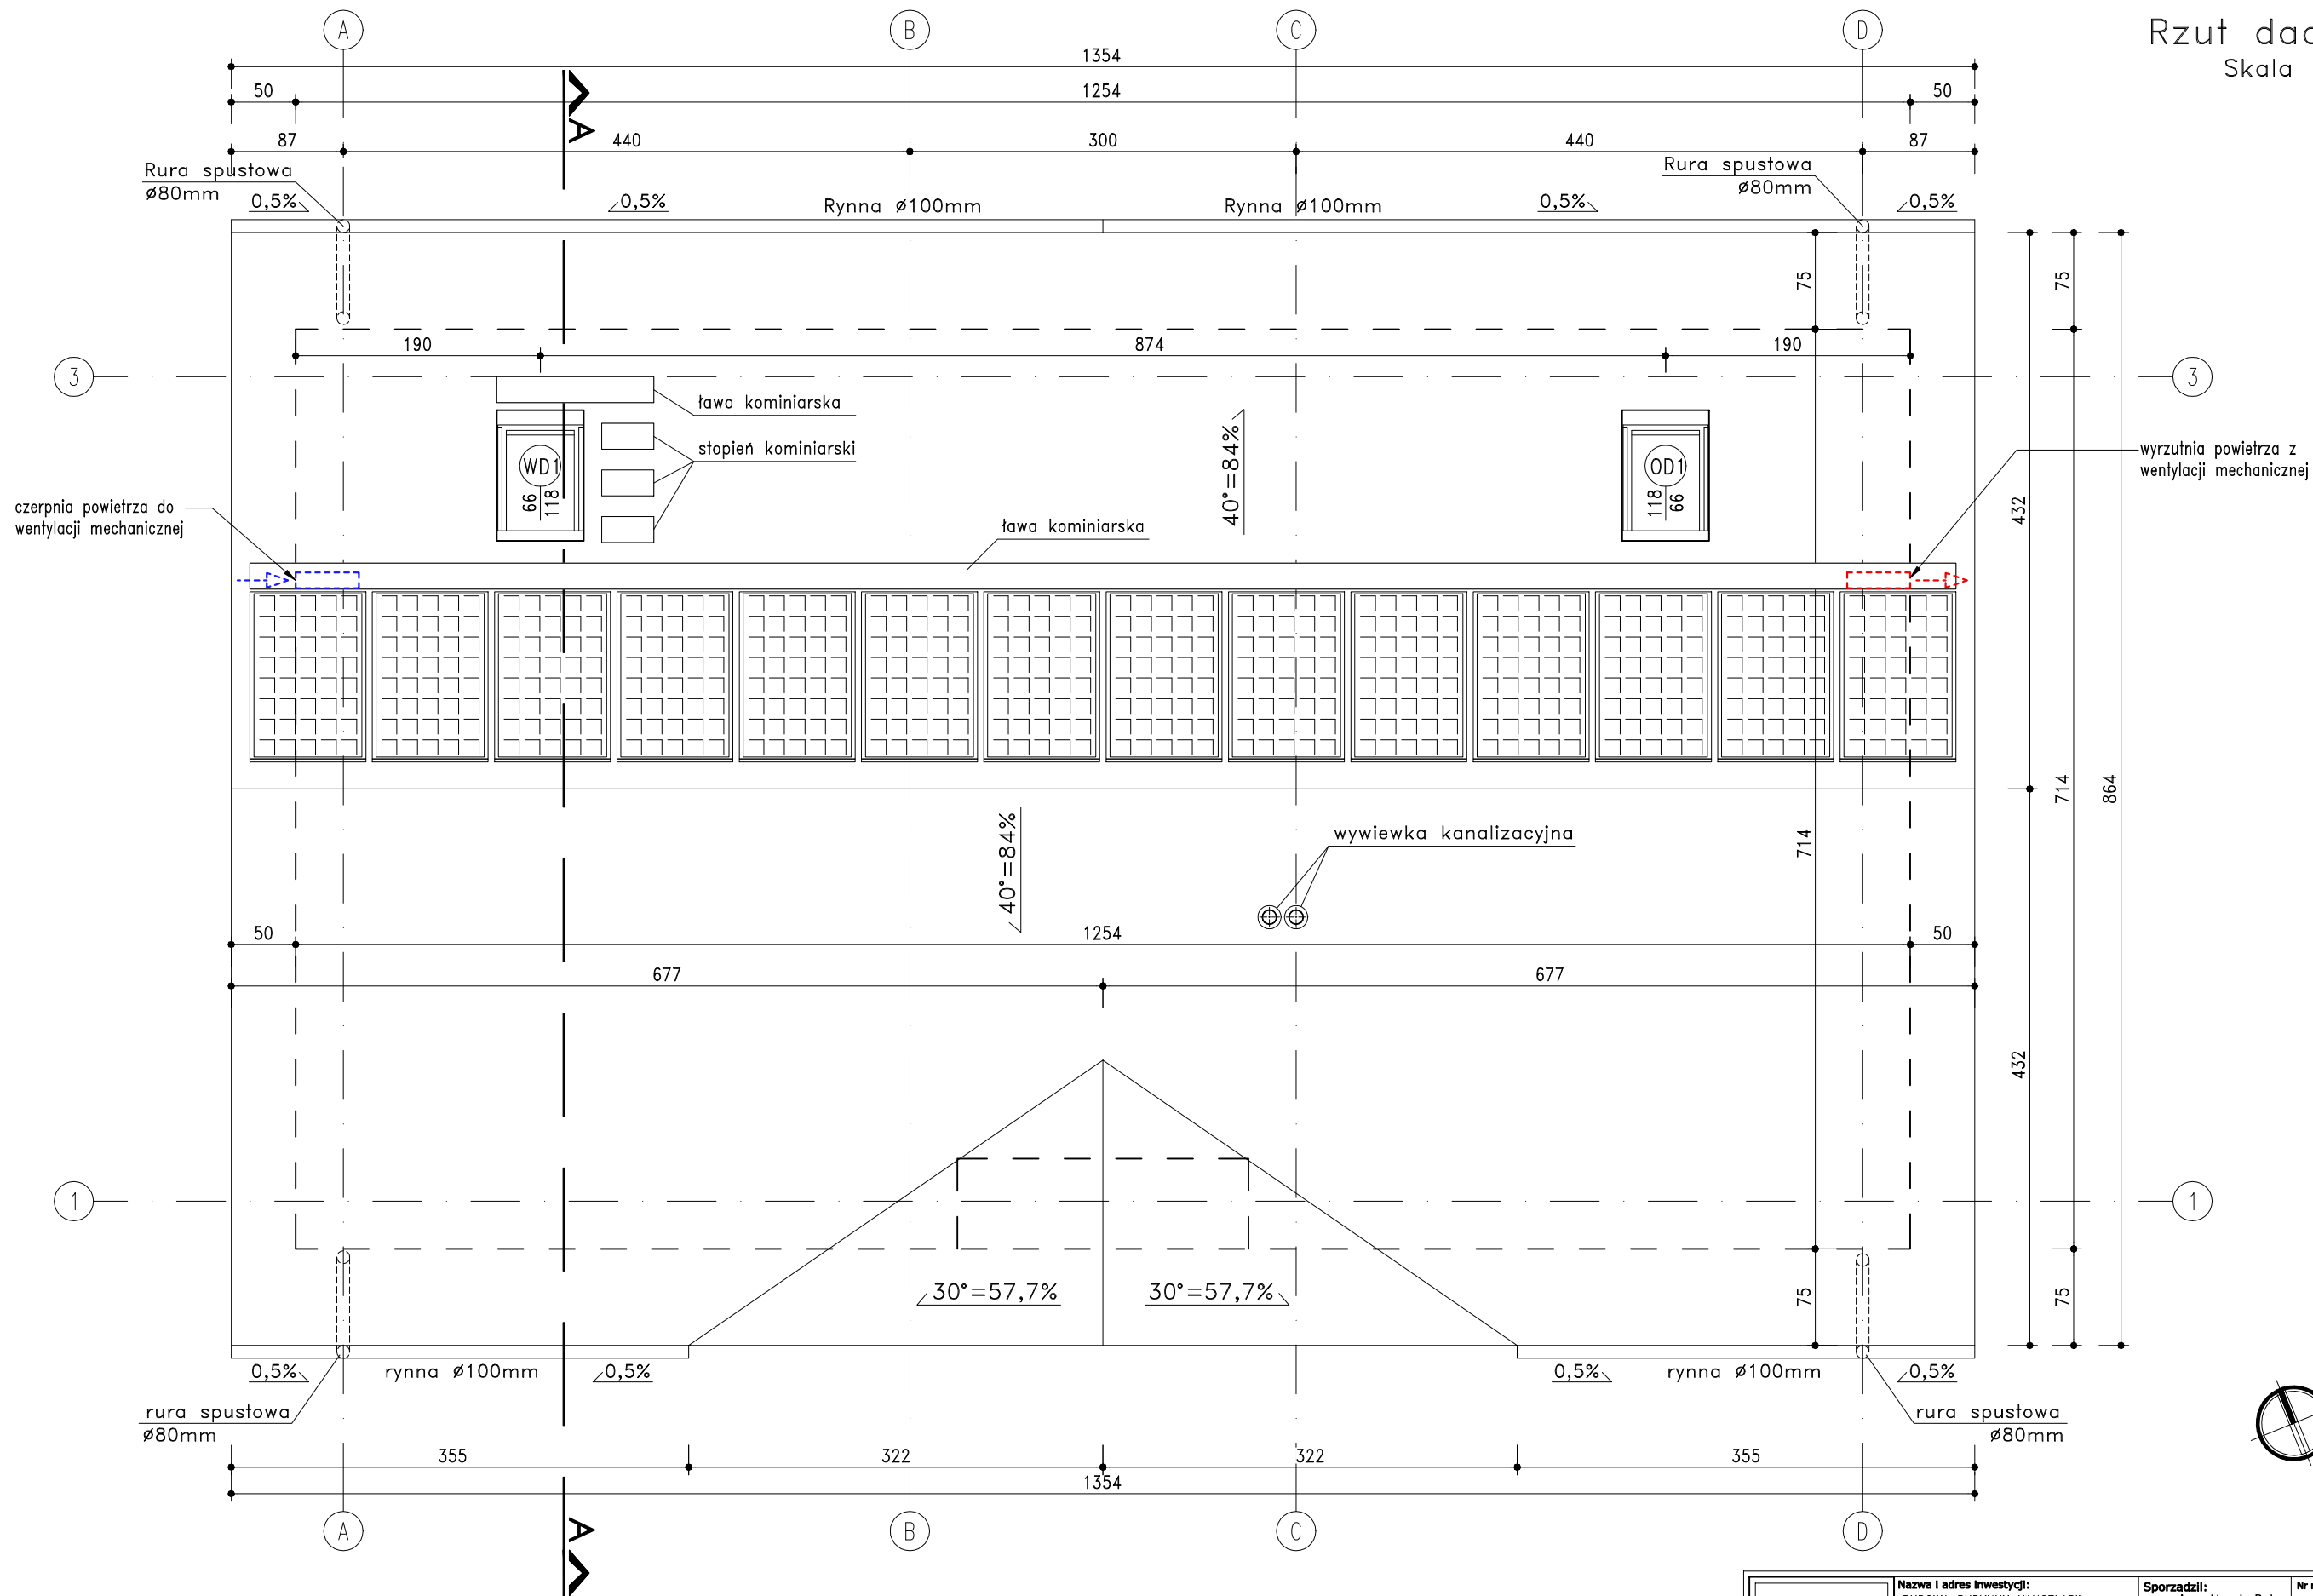 A
B
C
D
Rzut
Skala
1354
50
1254
50
87
440
300
440
87
A
Rura spustowa
ø80mm
0,5%
0,5%
Rynna ø100mm
Rynna ø100mm
Rura spustowa
ø80mm
0,5%
0,5%
75
75
190
874
190
3
3
ława kominiarska
stopień kominiarski
WD1
66
118
40°=84%
OD1
118
66
wyrzutnia powietrza z
wentylacji mechanicznej
czerpnia powietrza do
wentylacji mechanicznej
ława kominiarska
432
714
864
40°=84%
wywiewka kanalizacyjna
714
50
1254
50
677
677
432
1
1
30°=57,7%
30°=57,7%
75
75
0,5%
rynna ø100mm
0,5%
0,5%
rynna ø100mm
0,5%
rura spustowa
ø80mm
rura spustowa
ø80mm
355
322
322
355
1354
A
B
C
D
A
Nazwa i adres inwestycji:
Sporządził:
Nr